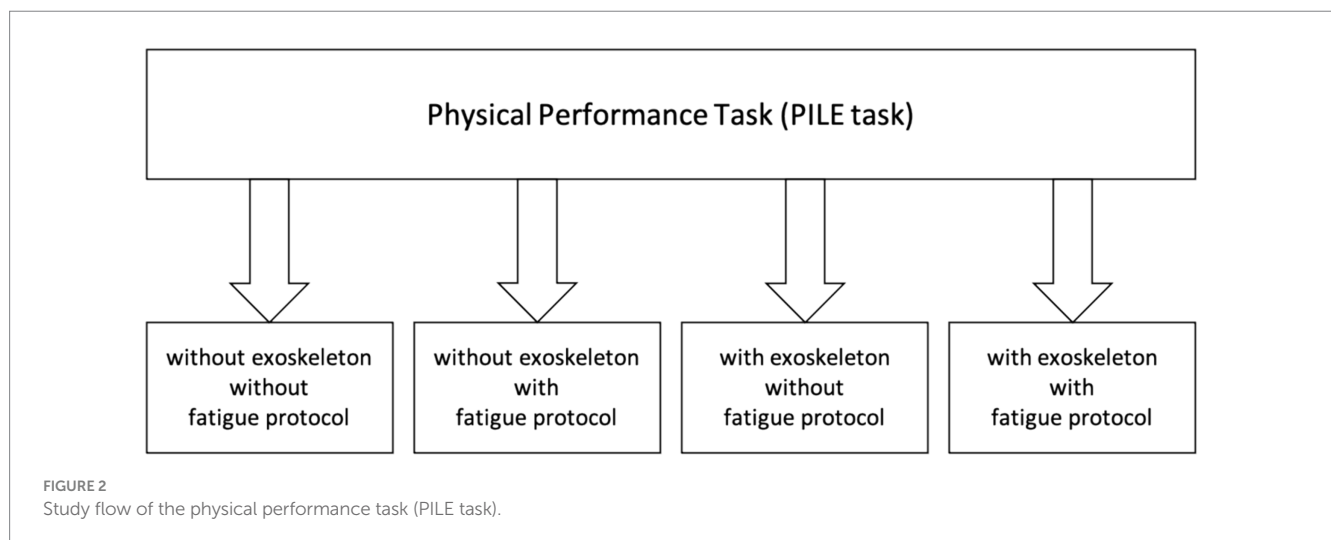 Physical Performance Task (PILE task)
without exoskeleton
without
fatigue protocol
without exoskeleton
with
fatigue protocol
with exoskeleton
without
fatigue protocol
with exoskeleton
with
fatigue protocol
FIGURE 2
Study flow of the physical performance task (PILE task).